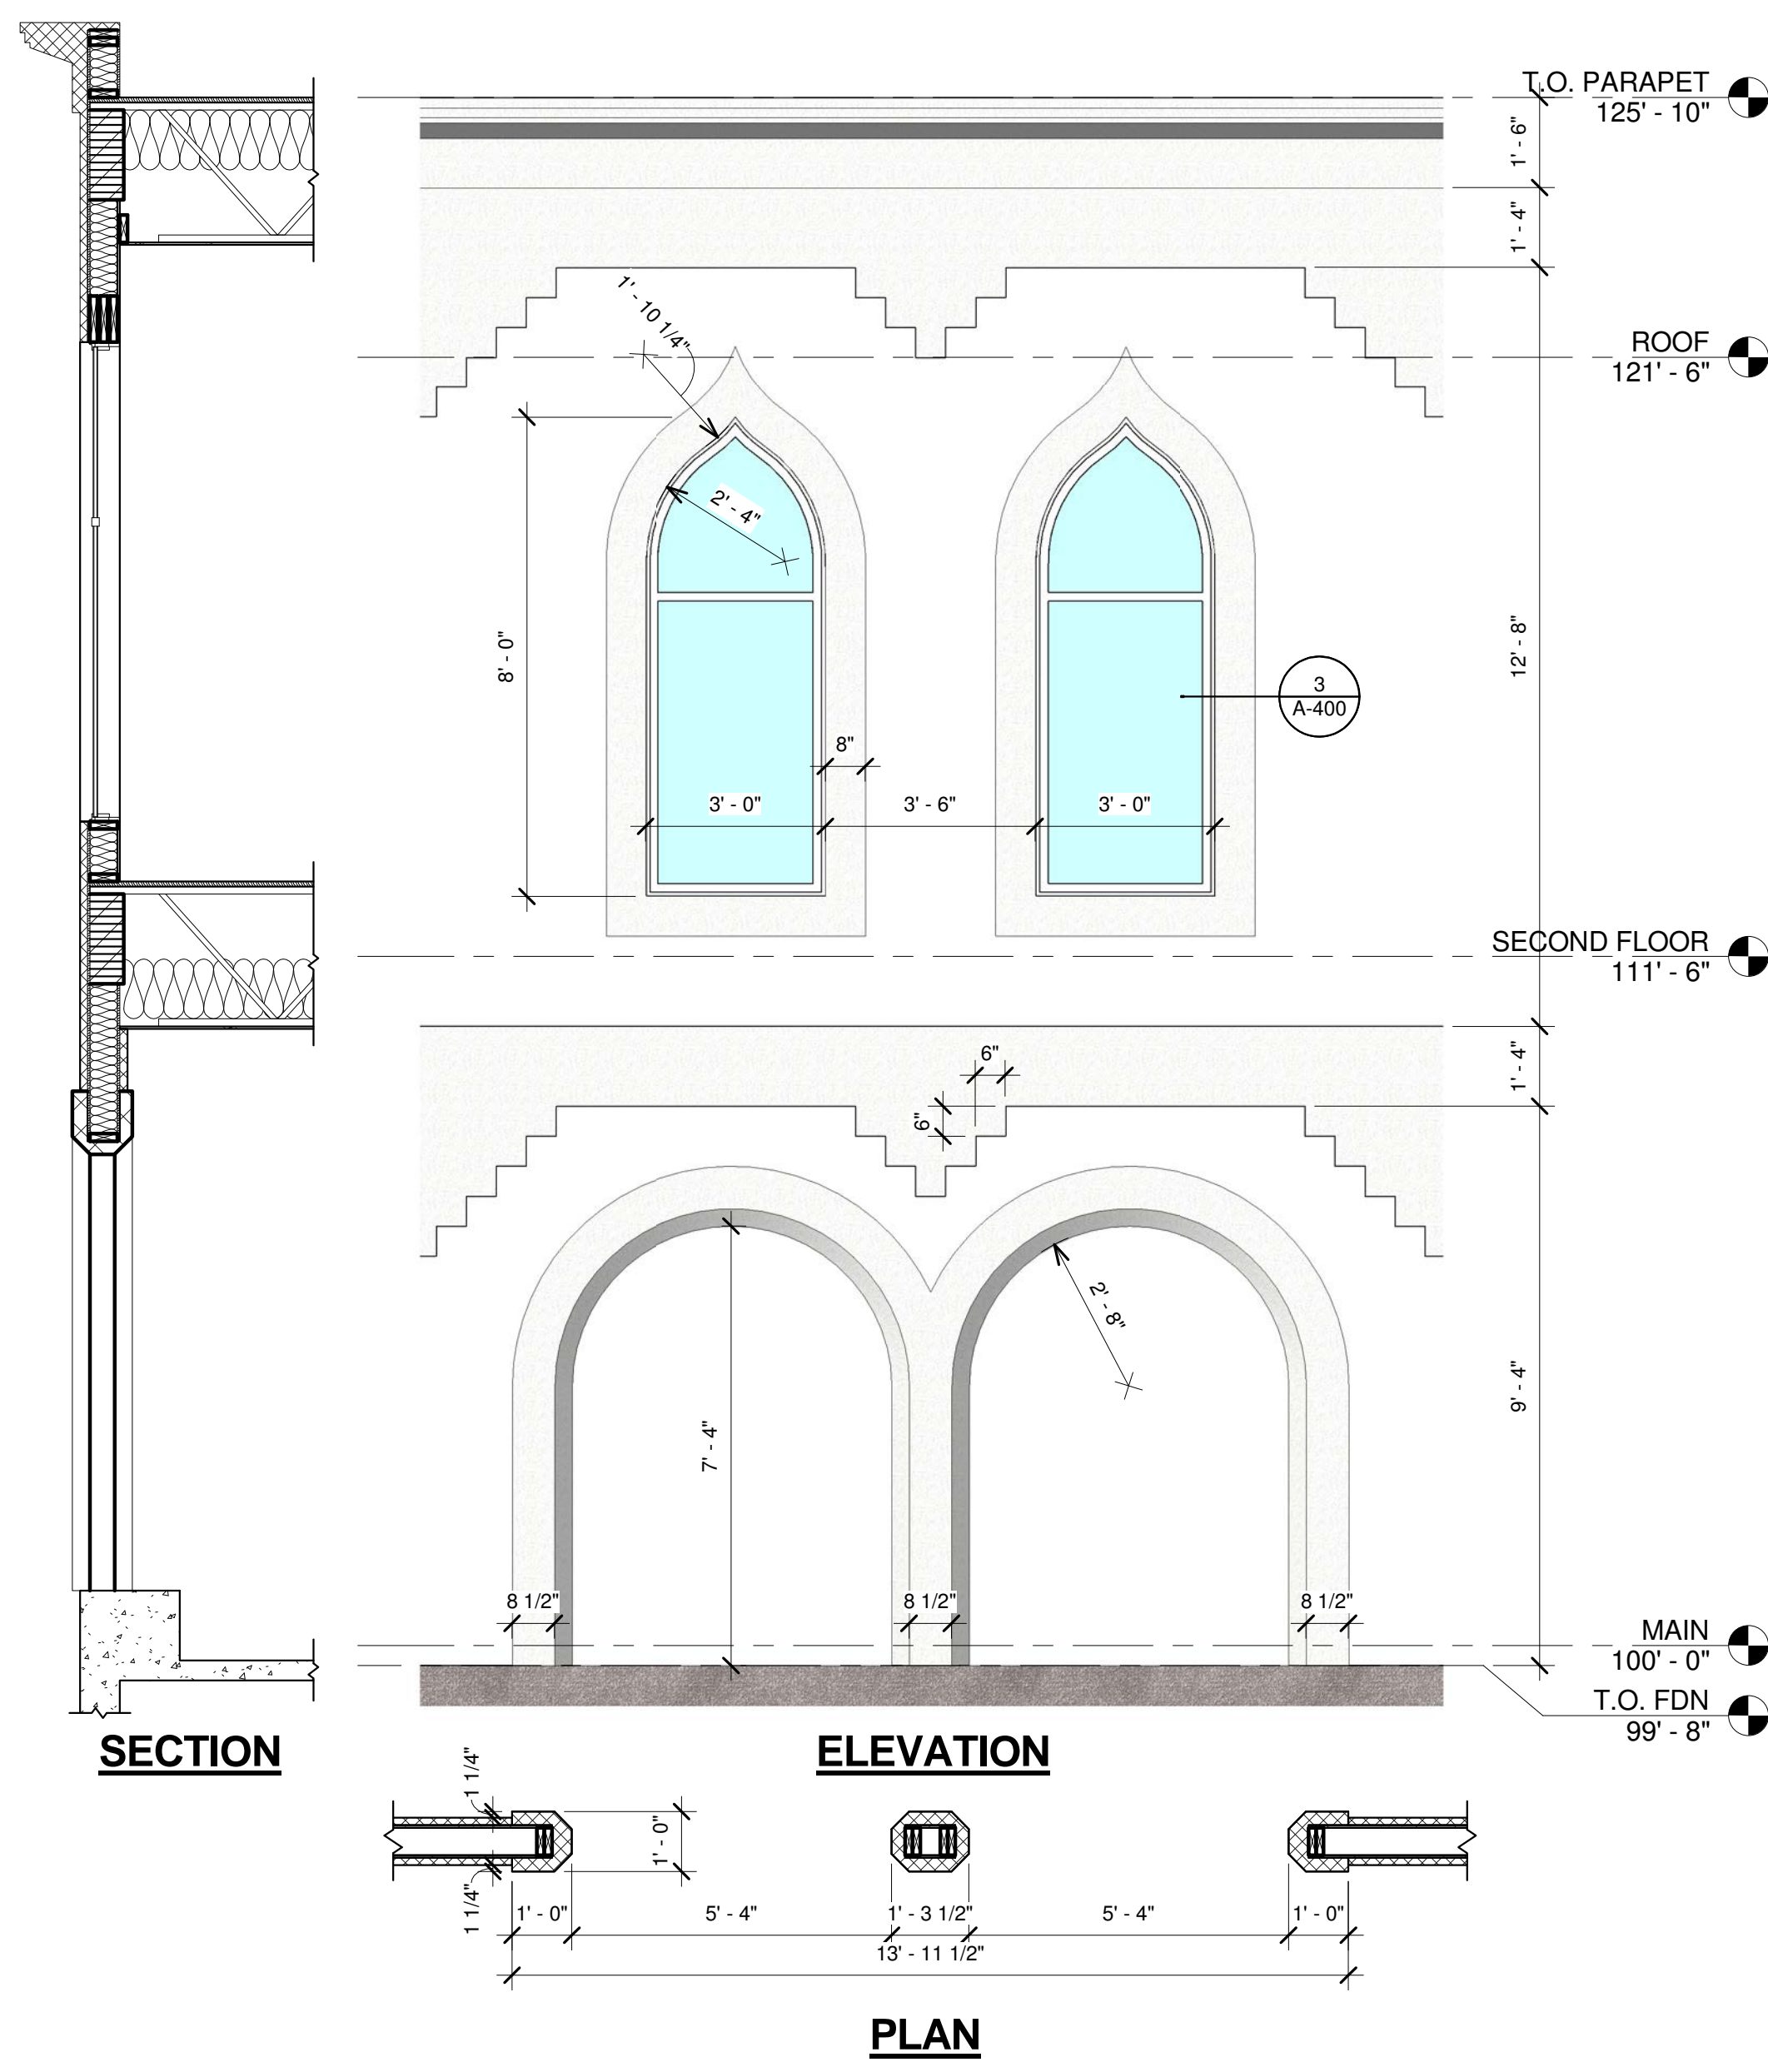 T.O. PARAPET
125' - 10"
1' - 6"
1' - 4"
1' - 10 1/4"
ROOF
121' - 6"
2' - 4"
8' - 0"
12' - 8"
3
A-400
8"
3' - 0"
3' - 6"
3' - 0"
SECOND FLOOR
111' - 6"
6"
1' - 4"
6"
2' - 8"
9' - 4"
7' - 4"
8 1/2"
8 1/2"
8 1/2"
MAIN
100' - 0"
T.O. FDN
99' - 8"
SECTION
ELEVATION
1 1/4"
1' - 0"
1 1/4"
1' - 0"
5' - 4"
1' - 3 1/2"
5' - 4"
1' - 0"
13' - 11 1/2"
PLAN